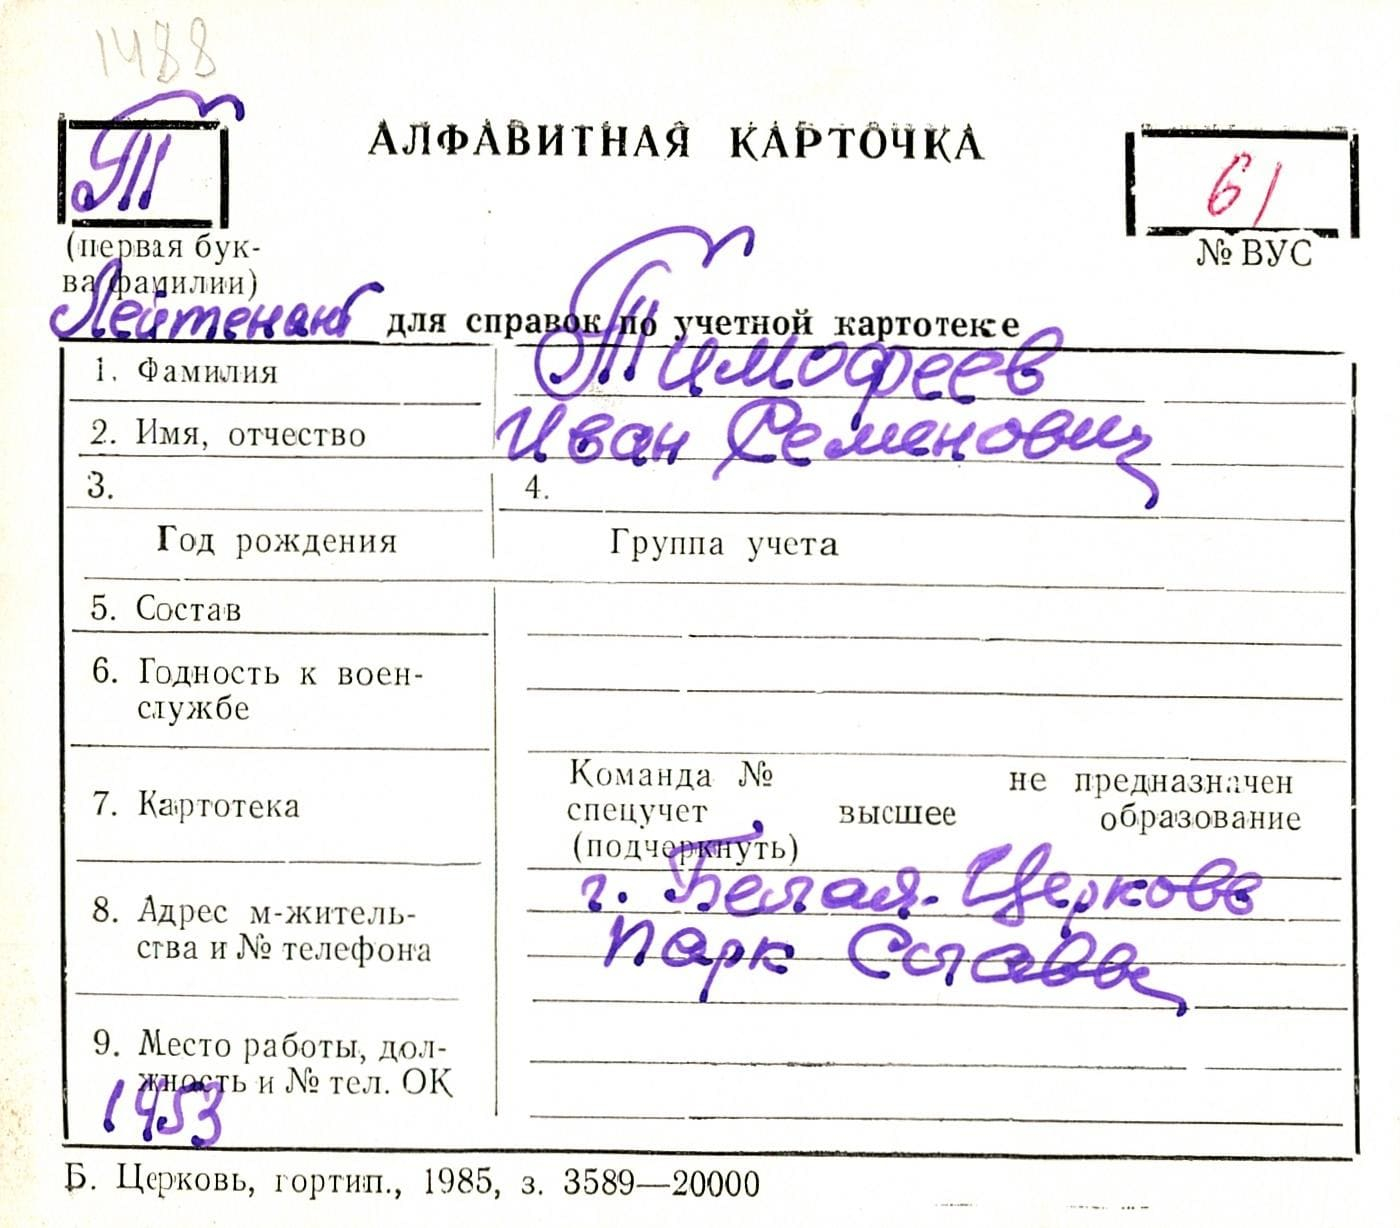 1488
Т
АЛФАВИТНАЯ КАРТОЧКА
61
(первая бук-
ва фамилии)
№ ВУС
Лейтенант для справок по учетной картотеке
1. Фамилия Тимофеев
2. Имя, отчество Иван Семенович
3. 4.
Год рождения Группа учета
5. Состав
6. Годность к воен-
службе
7. Картотека
Команда № не предназначен
спецучет высшее образование
(подчеркнуть)
8. Адрес м-житель-
ства и № телефона
г. Белая-Церковь
Парк
9. Место работы, дол-
жность и № тел. ОК
1953
Б. Церковь, гортип., 1985, з. 3589—20000